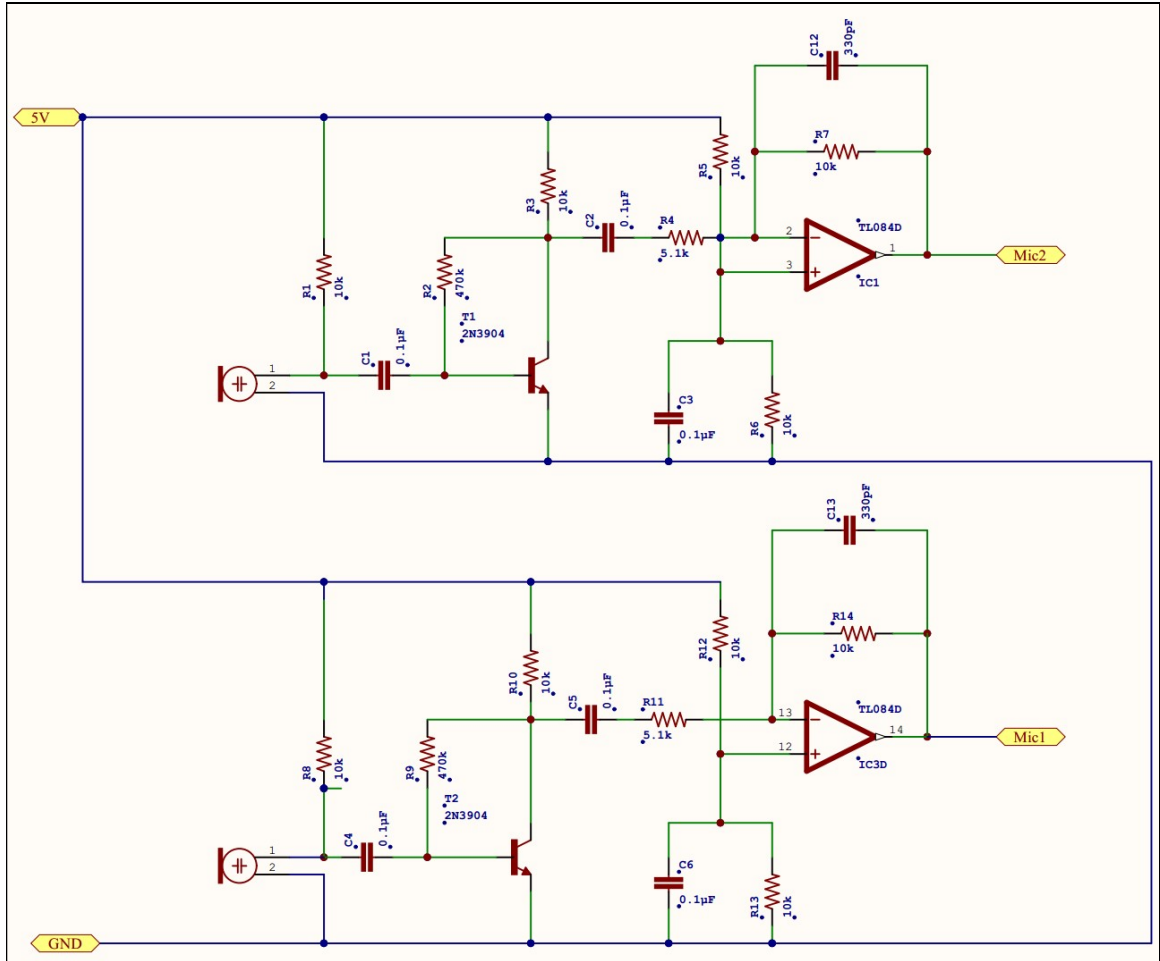 C12
330pF
5V
R7
10k
R5
10k
R3
10k
C2
0.1µF
R4
5.1k
TL084D
2
1
Mic2
3
IC1
R1
10k
R2
470k
T1
2N3904
C1
0.1µF
1
2
C3
0.1µF
R6
10k
C13
330pF
R14
10k
R12
10k
R10
10k
C5
0.1µF
R11
5.1k
TL084D
13
14
Mic1
12
IC3D
R8
10k
R9
470k
T2
2N3904
C4
0.1µF
1
2
C6
0.1µF
R13
10k
GND